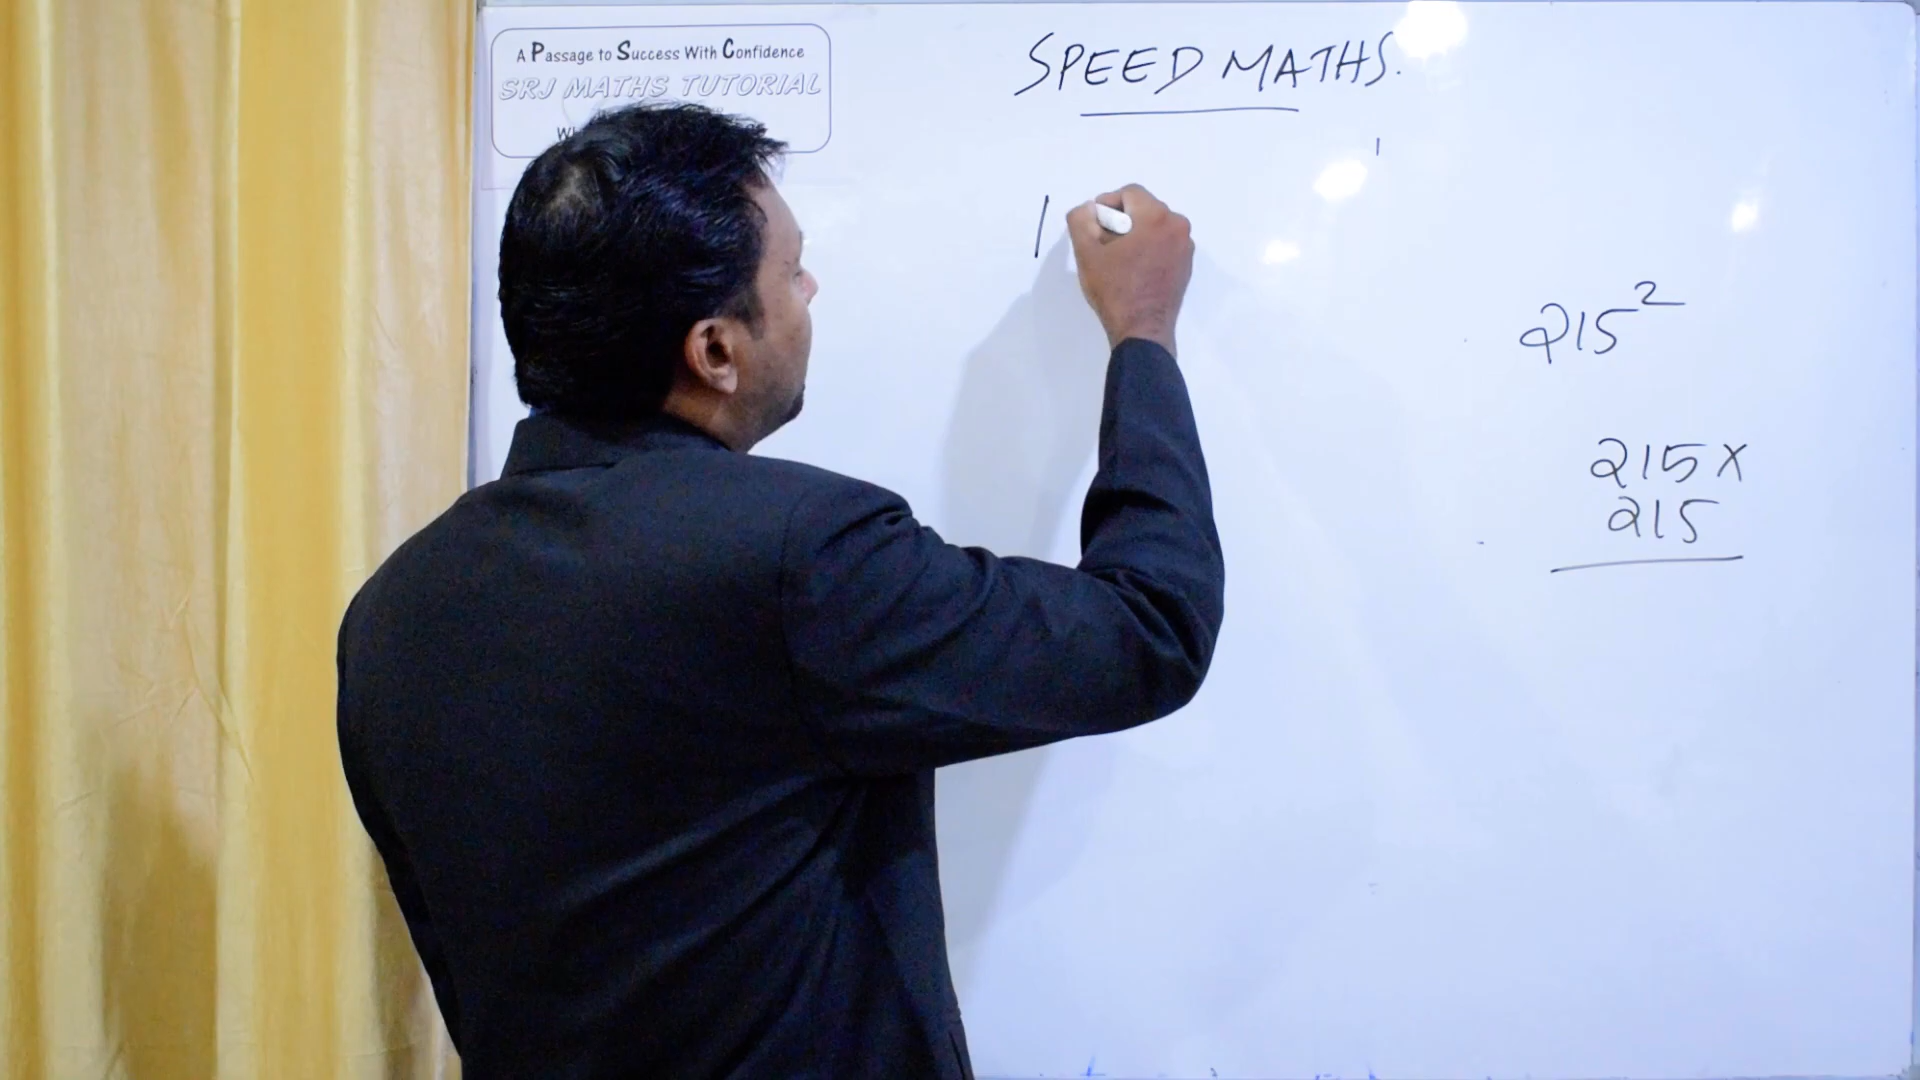 A Passage to Success With Confidence
SRJ MATHS TUTORIAL
SPEED MATHS.
1
215²
215 x
215